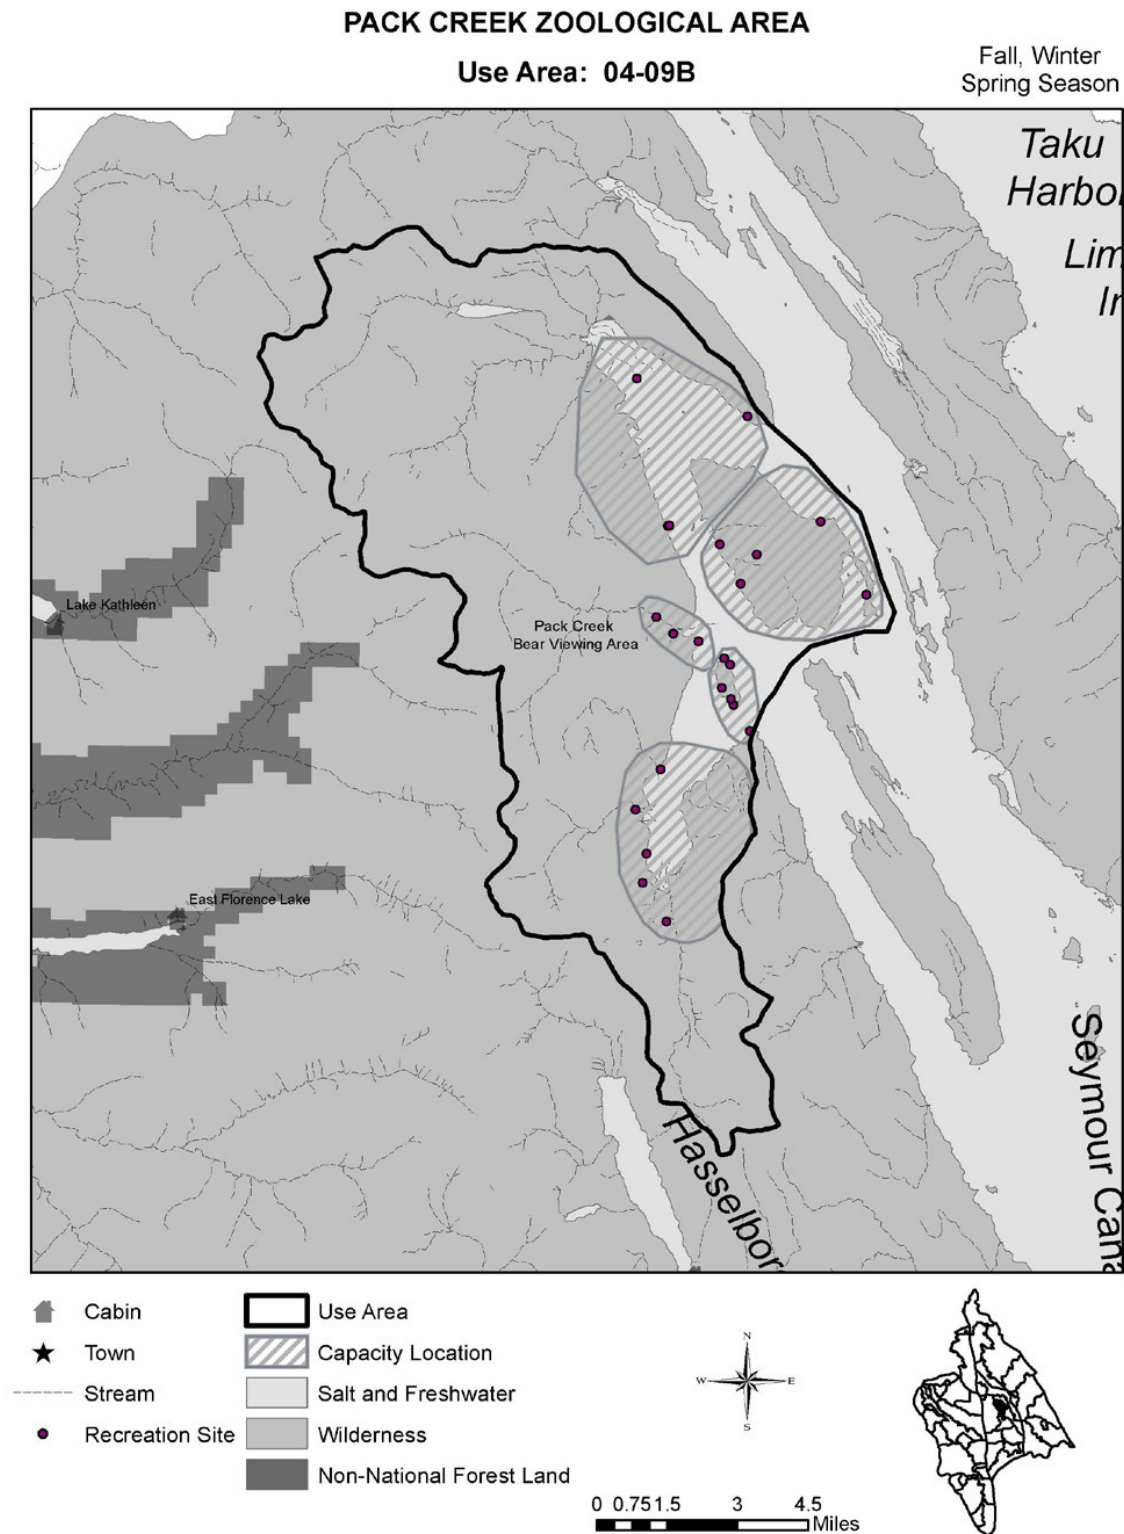 PACK CREEK ZOOLOGICAL AREA
Use Area: 04-09B
Fall, Winter
Spring Season
Taku
Harbo
Lim
In
Lake Kathleen
Pack Creek
Bear Viewing Area
East Florence Lake
Seymour Cana
Hasselbor
Cabin
Town
Stream
Recreation Site
Use Area
Capacity Location
Salt and Freshwater
Wilderness
Non-National Forest Land
N
W E
S
0 0.75 1.5 3 4.5
Miles